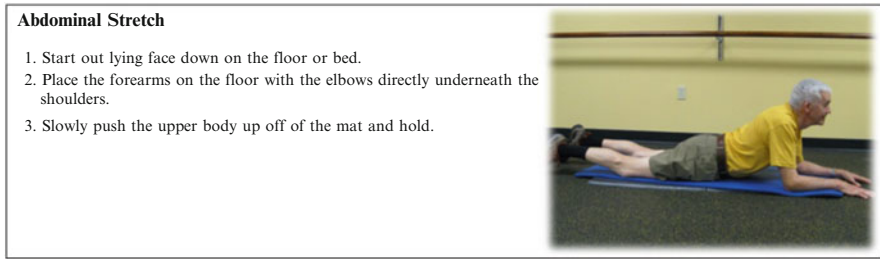 Abdominal Stretch
1. Start out lying face down on the floor or bed.
2. Place the forearms on the floor with the elbows directly underneath the
shoulders.
3. Slowly push the upper body up off of the mat and hold.